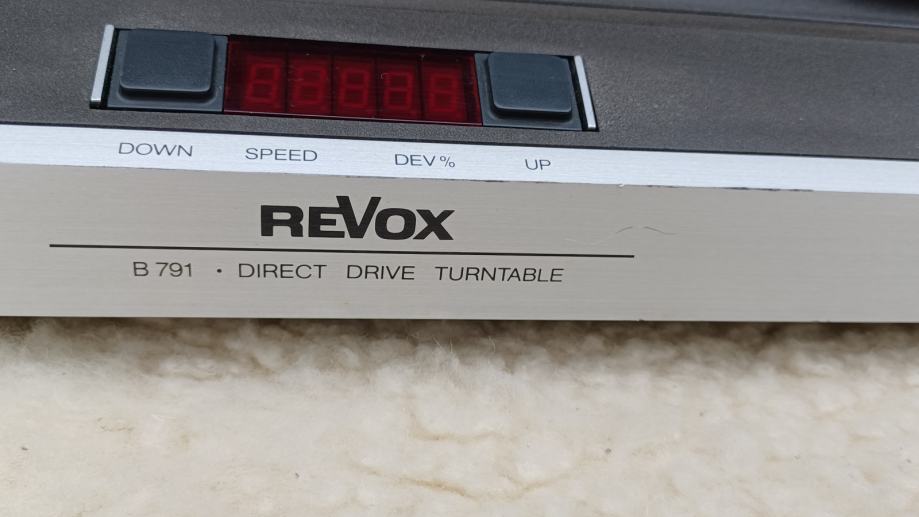 DOWN SPEED DEV% UP
REVOX
B 791 • DIRECT DRIVE TURNTABLE